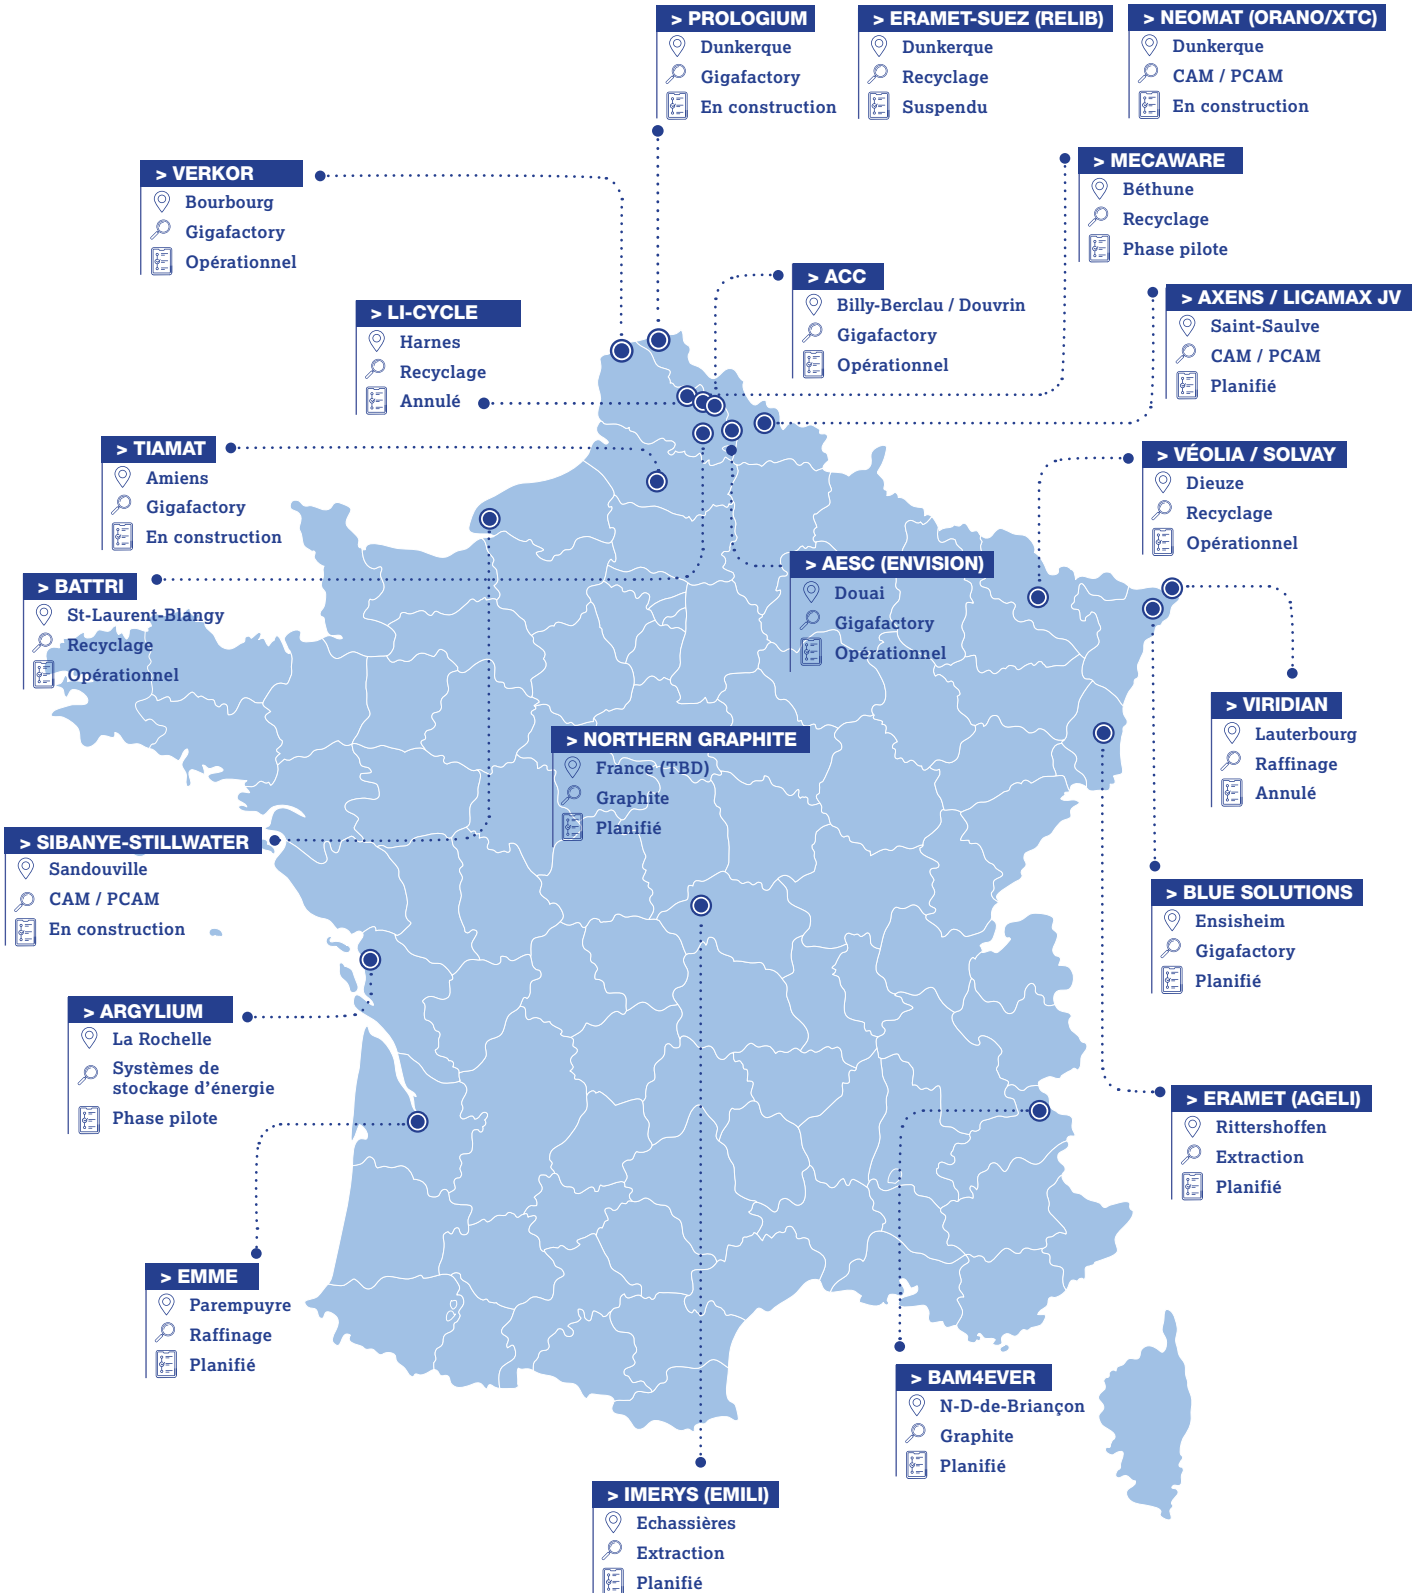 > PROLOGIUM
Dunkerque
Gigafactory
En construction
> ERAMET-SUEZ (RELIB)
Dunkerque
Recyclage
Suspendu
> NEOMAT (ORANO/XTC)
Dunkerque
CAM / PCAM
En construction
> VERKOR
Bourbourg
Gigafactory
Opérationnel
> MECAWARE
Béthune
Recyclage
Phase pilote
> ACC
Billy-Berclau / Douvrin
Gigafactory
Opérationnel
> AXENS / LICAMAX JV
Saint-Saulve
CAM / PCAM
Planifié
> LI-CYCLE
Harnes
Recyclage
Annulé
> TIAMAT
Amiens
Gigafactory
En construction
> VÉOLIA / SOLVAY
Dieuze
Recyclage
Opérationnel
> BATTRI
St-Laurent-Blangy
Recyclage
Opérationnel
> AESC (ENVISION)
Douai
Gigafactory
Opérationnel
> VIRIDIAN
Lauterbourg
Raffinage
Annulé
> NORTHERN GRAPHITE
France (TBD)
Graphite
Planifié
> SIBANYE-STILLWATER
Sandouville
CAM / PCAM
En construction
> BLUE SOLUTIONS
Ensisheim
Gigafactory
Planifié
> ARGYLIUM
La Rochelle
Systèmes de
stockage d'énergie
Phase pilote
> ERAMET (AGELI)
Rittershoffen
Extraction
Planifié
> EMME
Parempuyre
Raffinage
Planifié
> BAM4EVER
N-D-de-Briançon
Graphite
Planifié
> IMERYS (EMILI)
Echassières
Extraction
Planifié